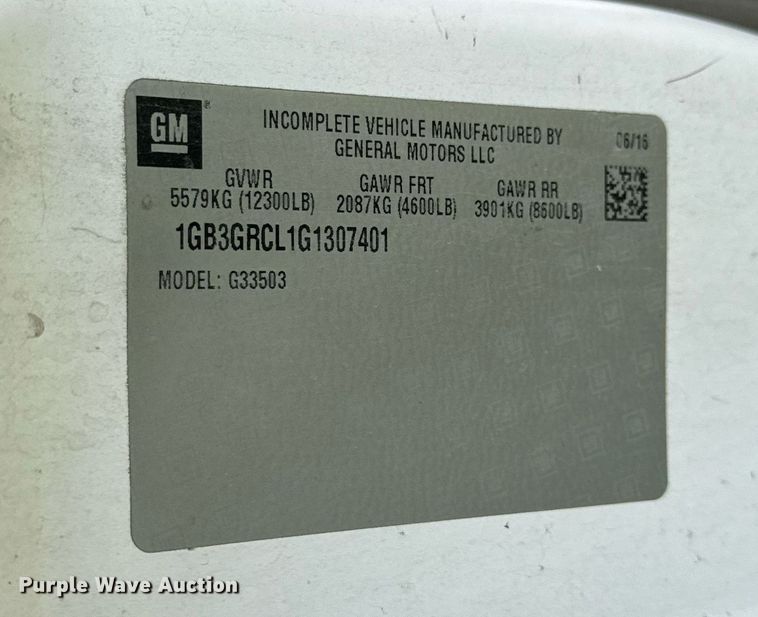 GM
INCOMPLETE VEHICLE MANUFACTURED BY
GENERAL MOTORS LLC
06/16
GVWR GAWR FRT GAWR RR
5579KG (12300LB) 2087KG (4600LB) 3901KG (8600LB)
1GB3GRCL1G1307401
MODEL: G33503
Purple Wave Auction